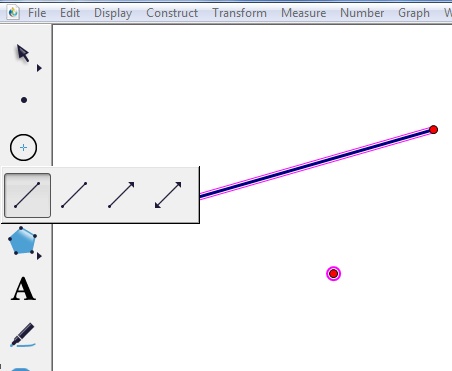 File Edit Display Construct Transform Measure Number Graph
A